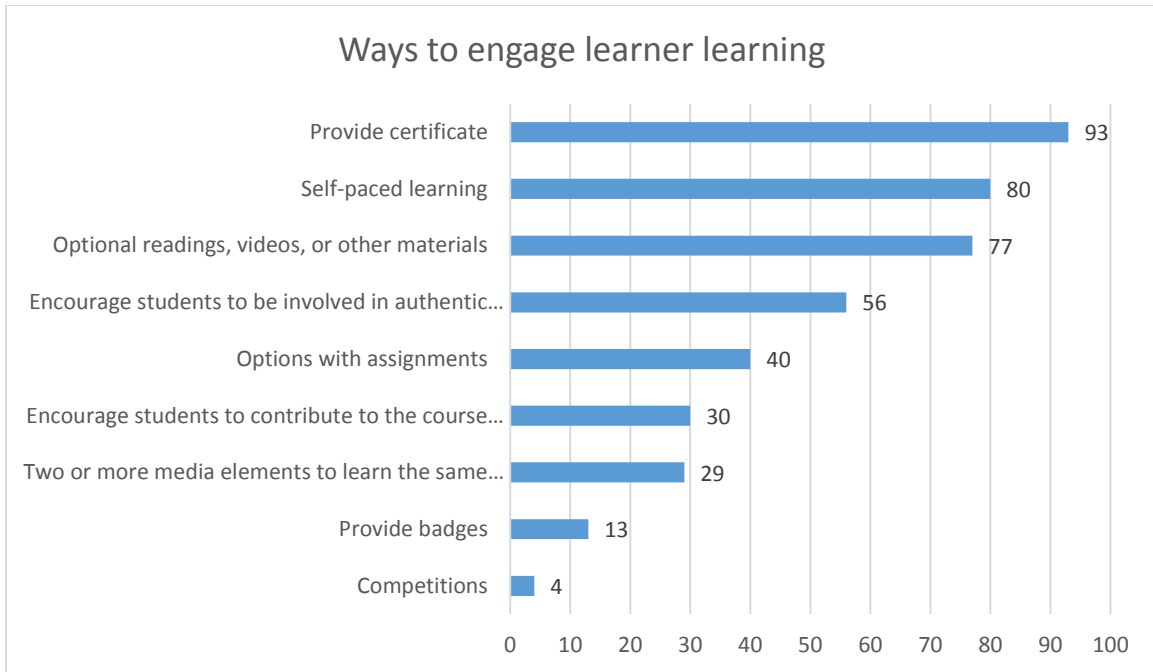 Ways to engage learner learning
Provide certificate 93
Self-paced learning 80
Optional readings, videos, or other materials 77
Encourage students to be involved in authentic... 56
Options with assignments 40
Encourage students to contribute to the course... 30
Two or more media elements to learn the same... 29
Provide badges 13
Competitions 4
0 10 20 30 40 50 60 70 80 90 100